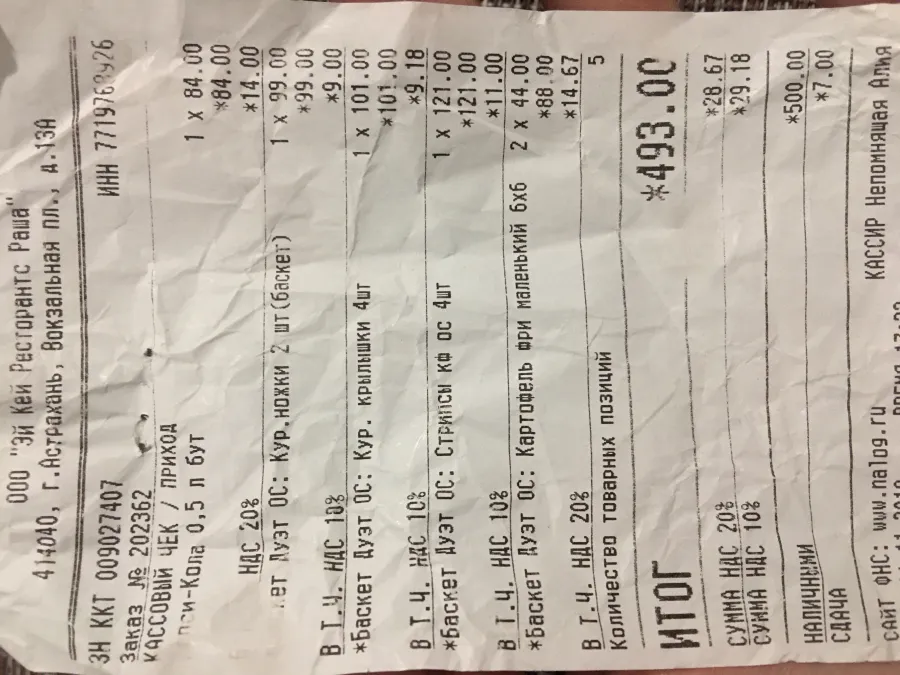 ООО "Эй Кей Ресторантс Раша"
414040, г.Астрахань, Вокзальная пл., д.13А
ЗН ККТ 009027407 ИНН 7719768926
Заказ № 202362
КАССОВЫЙ ЧЕК / ПРИХОД
пси-Кола 0,5 л бут
1 x 84.00
*84.00
НДС 20% *14.00
ет Дуэт ОС: Кур.ножки 2 шт(баскет)
1 x 99.00
*99.00
В Т.Ч. НДС 10% *9.00
*Баскет Дуэт ОС: Кур. крылышки 4шт
1 x 101.00
*101.00
В Т.Ч. НДС 10% *9.18
*Баскет Дуэт ОС: Стрипсы кф ос 4шт
1 x 121.00
*121.00
В Т.Ч. НДС 10% *11.00
*Баскет Дуэт ОС: Картофель фри маленький 6х6
2 x 44.00
*88.00
В Т.Ч. НДС 20% *14.67
Количество товарных позиций 5
ИТОГ *493.00
СУММА НДС 20% *28.67
СУММА НДС 10% *29.18
НАЛИЧНЫМИ *500.00
СДАЧА *7.00
САЙТ ФНС: www.nalog.ru КАССИР Непомнящая Алия